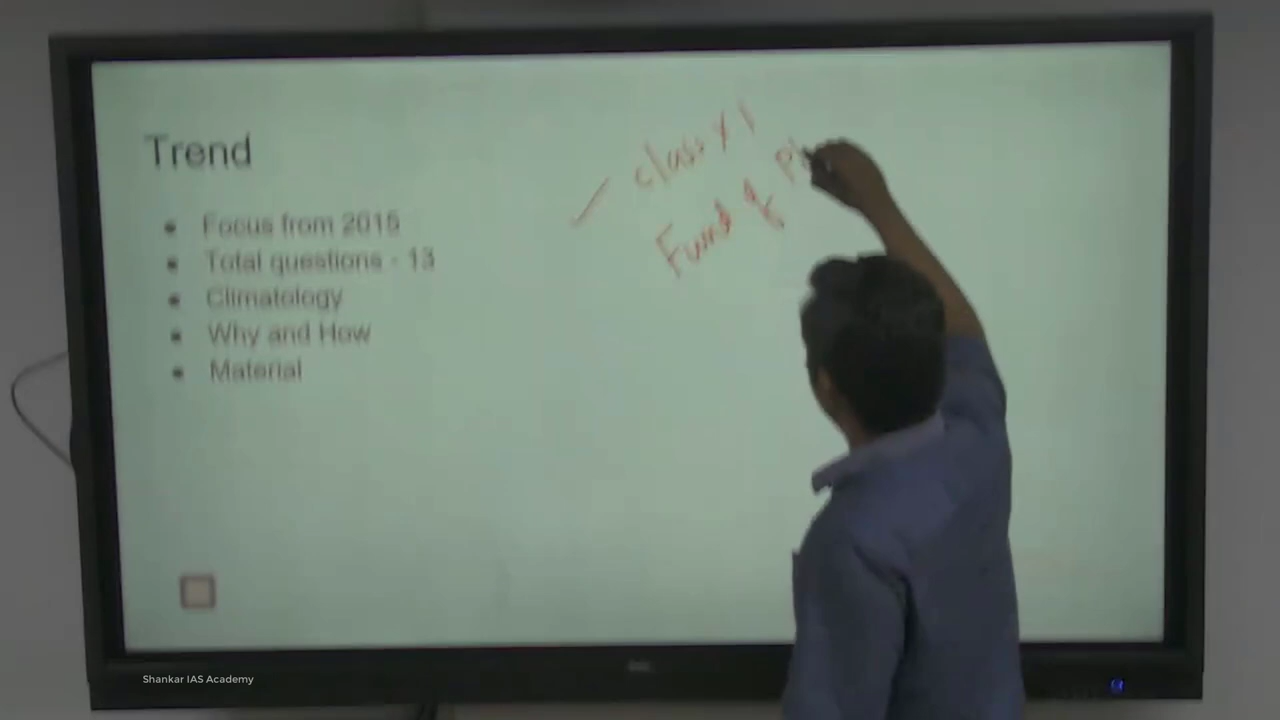 Trend
Focus from 2015
Total questions - 13
Climatology
Why and How
Material
class XI
Fund of
Shankar IAS Academy